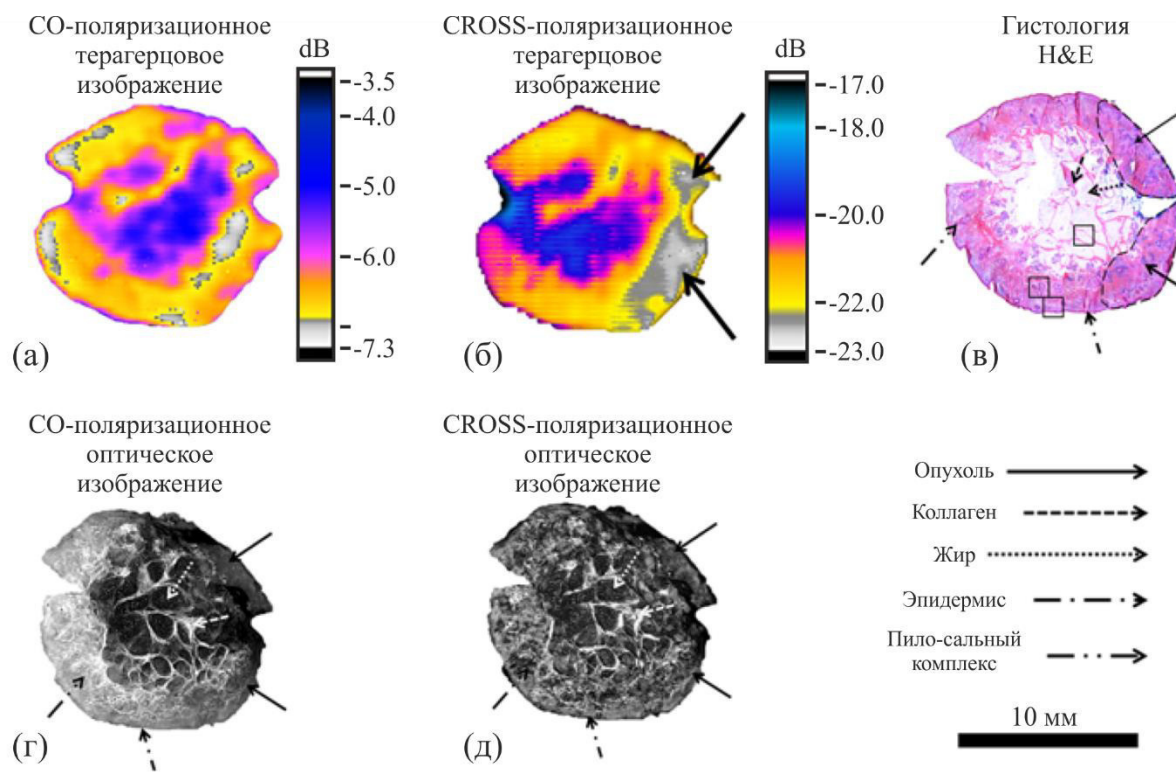 CO-поляризационное
терагерцовое
изображение
dB
-3.5
-4.0
-5.0
-6.0
-7.3
(а)
CROSS-поляризационное
терагерцовое
изображение
dB
-17.0
-18.0
-20.0
-22.0
-23.0
(б)
Гистология
H&E
(в)
CO-поляризационное
оптическое
изображение
(г)
CROSS-поляризационное
оптическое
изображение
(д)
Опухоль
Коллаген
Жир
Эпидермис
Пило-сальный
комплекс
10 мм